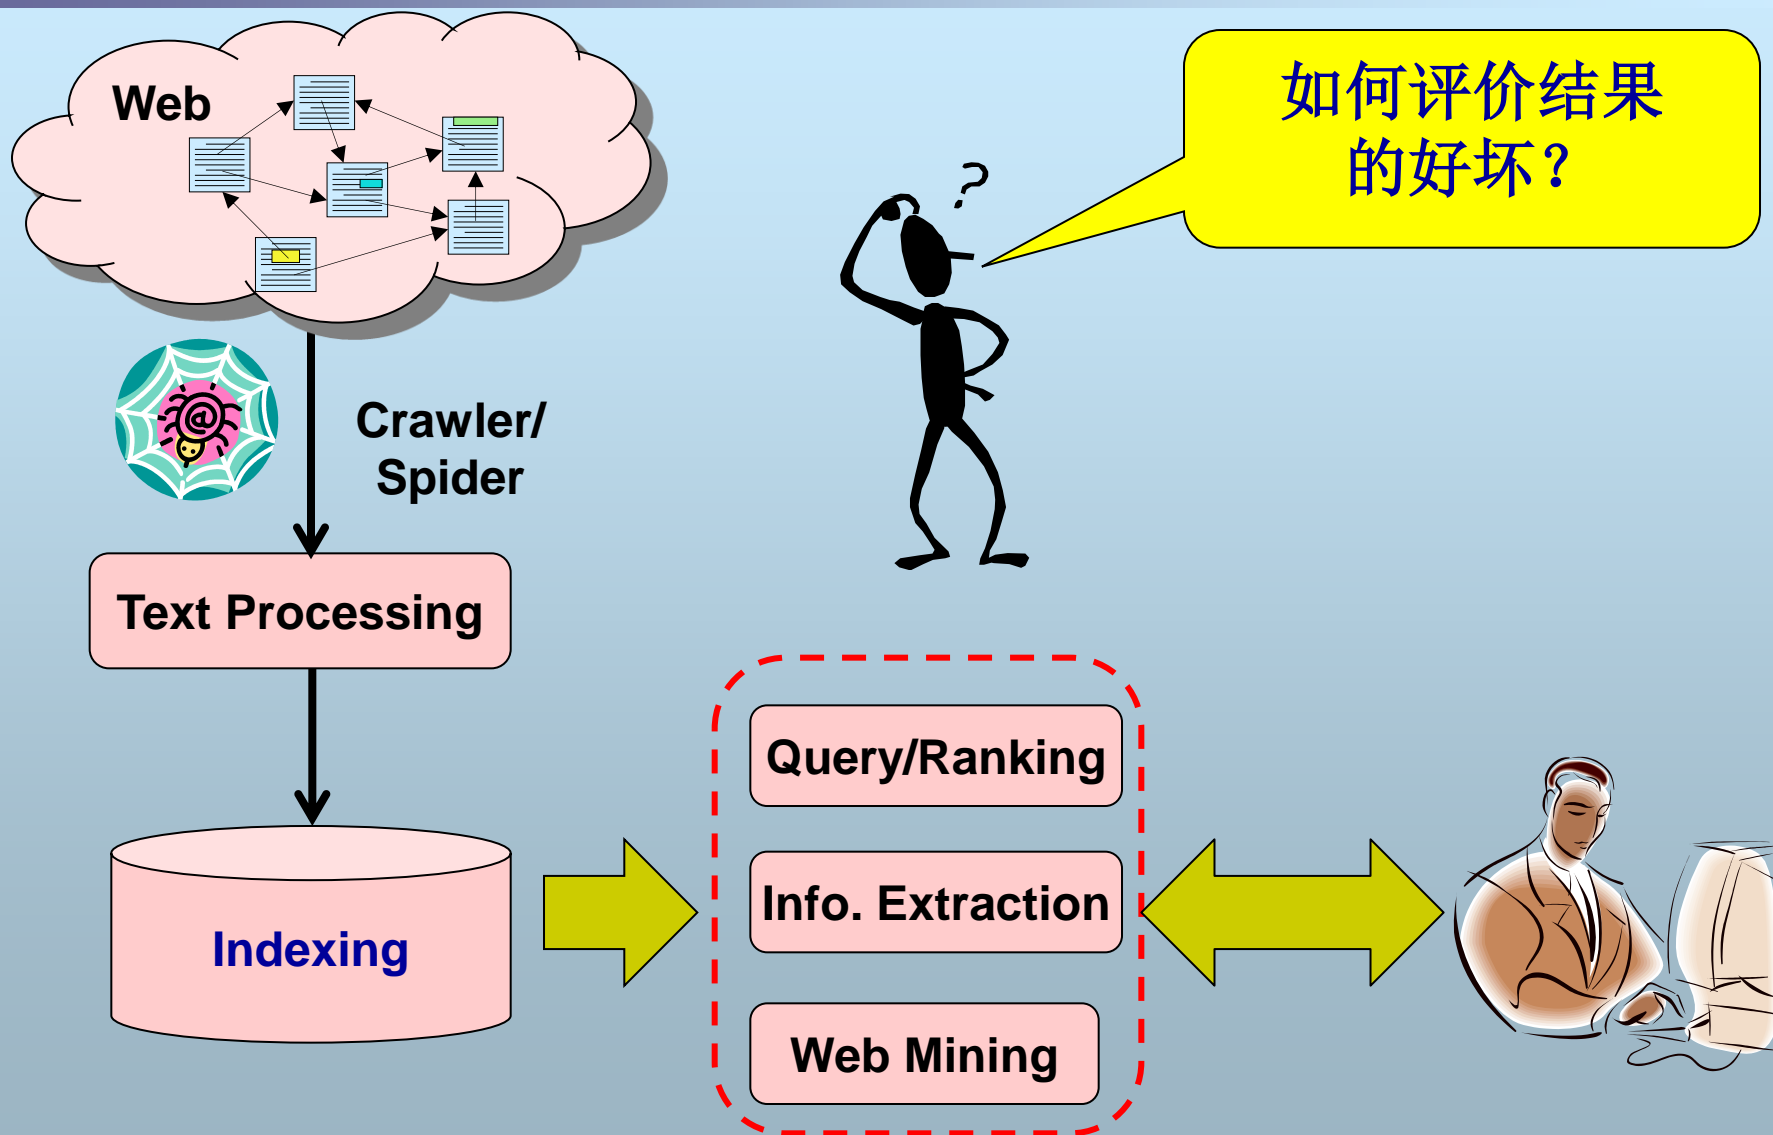 Web
如何评价结果
的好坏？
?
Crawler/
Spider
@
Text Processing
Query/Ranking
Info. Extraction
Indexing
Web Mining